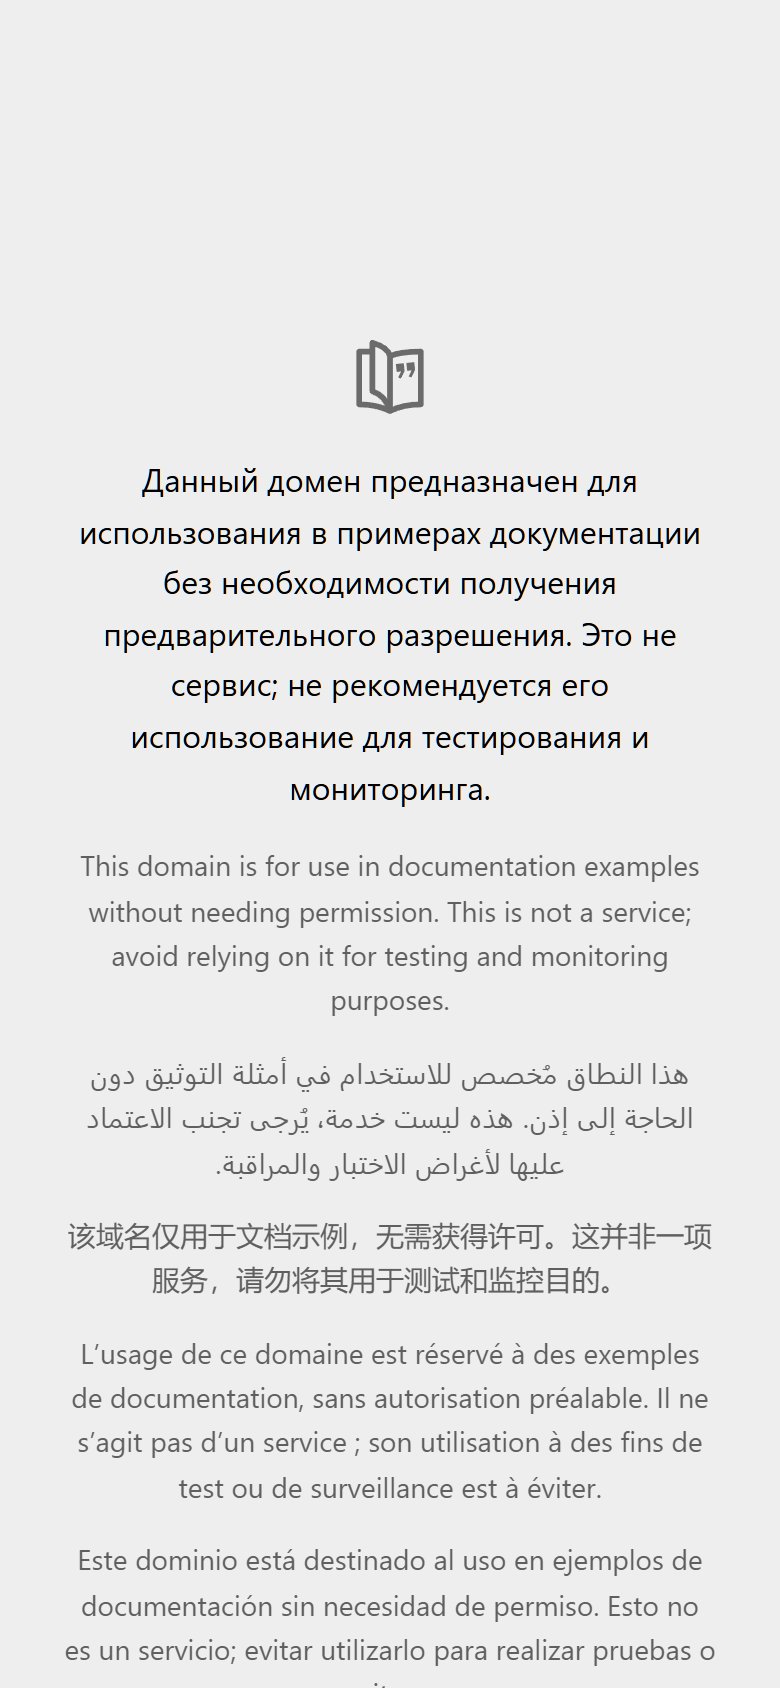 Данный домен предназначен для
использования в примерах документации
без необходимости получения
предварительного разрешения. Это не
сервис; не рекомендуется его
использование для тестирования и
мониторинга.
This domain is for use in documentation examples
without needing permission. This is not a service;
avoid relying on it for testing and monitoring
purposes.
هذا النطاق مُخصص للاستخدام في أمثلة التوثيق دون
الحاجة إلى إذن. هذه ليست خدمة، يُرجى تجنب الاعتماد
عليها لأغراض الاختبار والمراقبة.
该域名仅用于文档示例，无需获得许可。这并非一项
服务，请勿将其用于测试和监控目的。
L’usage de ce domaine est réservé à des exemples
de documentation, sans autorisation préalable. Il ne
s’agit pas d’un service ; son utilisation à des fins de
test ou de surveillance est à éviter.
Este dominio está destinado al uso en ejemplos de
documentación sin necesidad de permiso. Esto no
es un servicio; evitar utilizarlo para realizar pruebas o